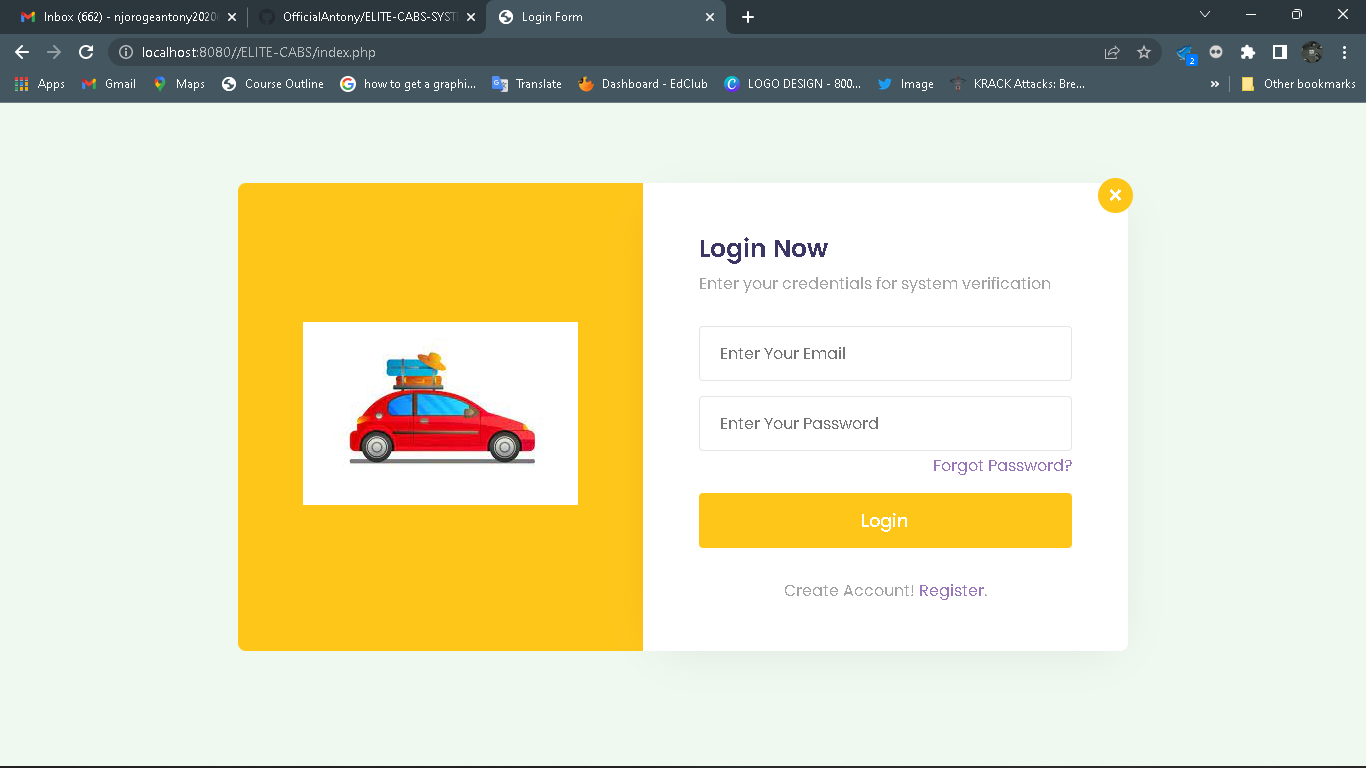 Inbox (662) - njorogeantony2020
OfficialAntony/ELITE-CABS-SYST
Login Form
localhost:8080//ELITE-CABS/index.php
2
Apps
Gmail
Maps
Course Outline
how to get a graphi...
Translate
Dashboard - EdClub
LOGO DESIGN - 800...
Image
KRACK Attacks: Bre...
»
Other bookmarks
Login Now
Enter your credentials for system verification
Enter Your Email
Enter Your Password
Forgot Password?
Login
Create Account! Register.